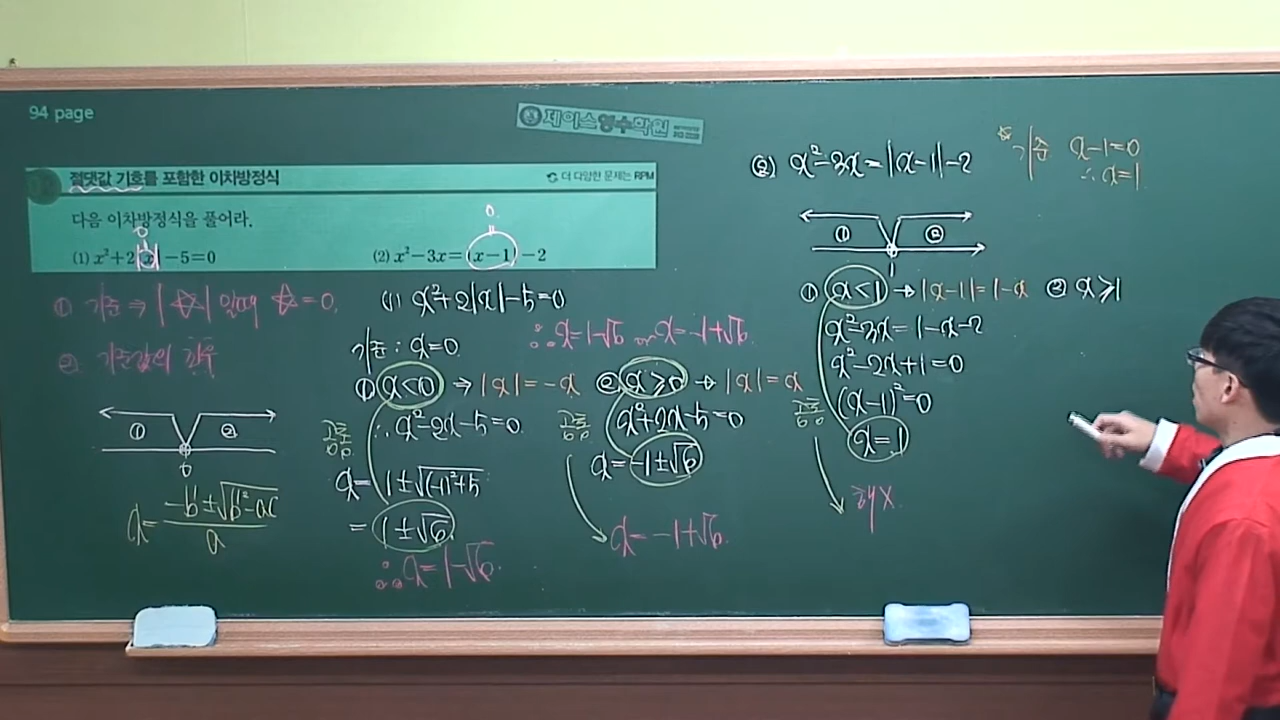 94 page
제이스영수학원
절댓값 기호를 포함한 이차방정식
더 다양한 문제는 RPM
다음 이차방정식을 풀어라.
(1) x²+2|x|-5=0
(2) x²-3x=|x-1|-2
0
0
① 기준 ⇒ |☆| 일때 ☆=0.
② 기준값의 좌우
① ②
0
x = (-b' ± √(b'²-ac)) / a
(1) x²+2|x|-5=0
기준 : x=0
∴ x=1-√6 or x=-1+√6.
① x<0 ⇒ |x|=-x
공통
∴ x²-2x-5=0
x = 1±√((-1)²+5)
= 1±√6
∴ x=1-√6
② x≥0 → |x|=x
공통
x²+2x-5=0
x=-1±√6
x=-1+√6.
② x²-3x=|x-1|-2
기준 x-1=0
∴ x=1
① ②
1
① x<1 → |x-1|=1-x
공통
x²-3x=1-x-2
x²-2x+1=0
(x-1)²=0
x=1
해X.
② x≥1